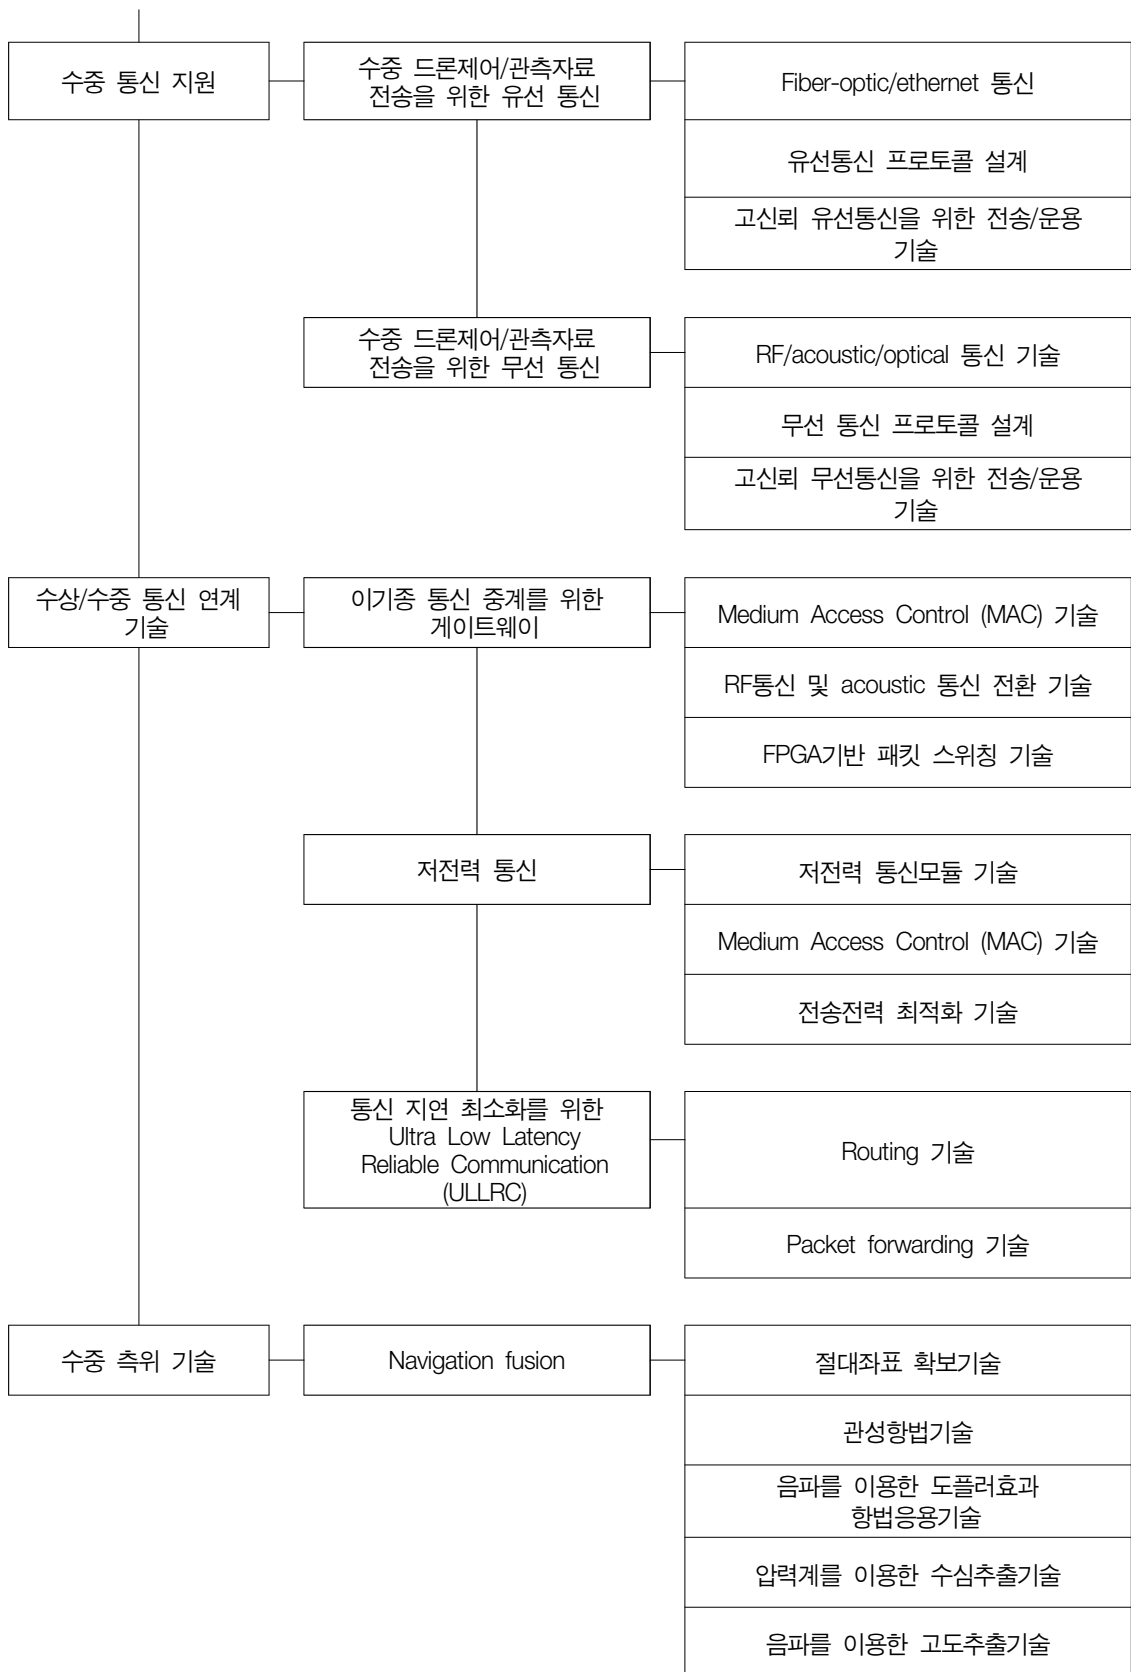 수중 통신 지원
수중 드론제어/관측자료
전송을 위한 유선 통신
Fiber-optic/ethernet 통신
유선통신 프로토콜 설계
고신뢰 유선통신을 위한 전송/운용
기술
수중 드론제어/관측자료
전송을 위한 무선 통신
RF/acoustic/optical 통신 기술
무선 통신 프로토콜 설계
고신뢰 무선통신을 위한 전송/운용
기술
수상/수중 통신 연계
기술
이기종 통신 중계를 위한
게이트웨이
Medium Access Control (MAC) 기술
RF통신 및 acoustic 통신 전환 기술
FPGA기반 패킷 스위칭 기술
저전력 통신
저전력 통신모듈 기술
Medium Access Control (MAC) 기술
전송전력 최적화 기술
통신 지연 최소화를 위한
Ultra Low Latency
Reliable Communication
(ULLRC)
Routing 기술
Packet forwarding 기술
수중 측위 기술
Navigation fusion
절대좌표 확보기술
관성항법기술
음파를 이용한 도플러효과
항법응용기술
압력계를 이용한 수심추출기술
음파를 이용한 고도추출기술